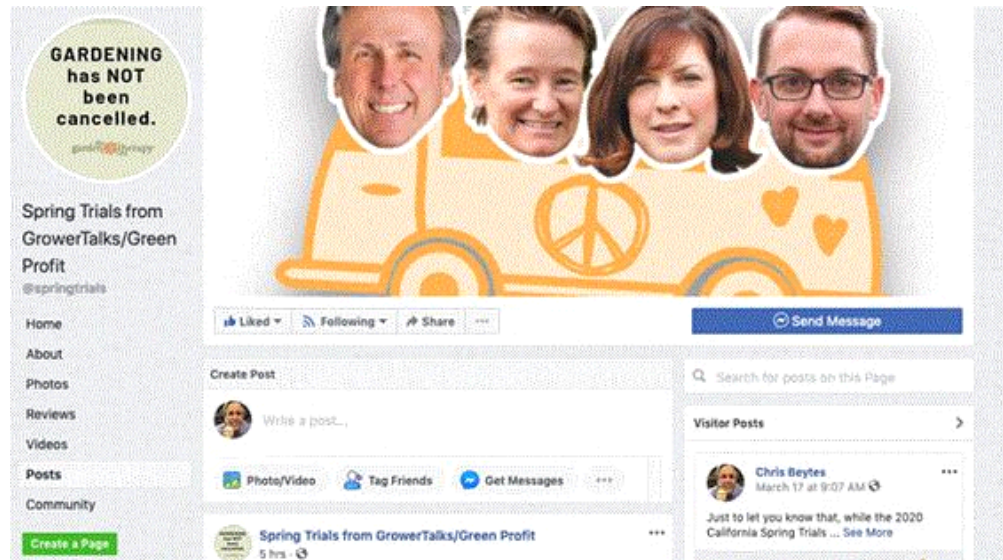 GARDENING
has NOT
been
cancelled.
garden therapy
Spring Trials from
GrowerTalks/Green
Profit
@springtrials
Home
About
Photos
Reviews
Videos
Posts
Community
Create a Page
Liked
Following
Share
Send Message
Create Post
Write a post...
Photo/Video
Tag Friends
Get Messages
Spring Trials from GrowerTalks/Green Profit
5 hrs
Search for posts on this Page
Visitor Posts
Chris Beytes
March 17 at 9:07 AM
Just to let you know that, while the 2020
California Spring Trials ... See More